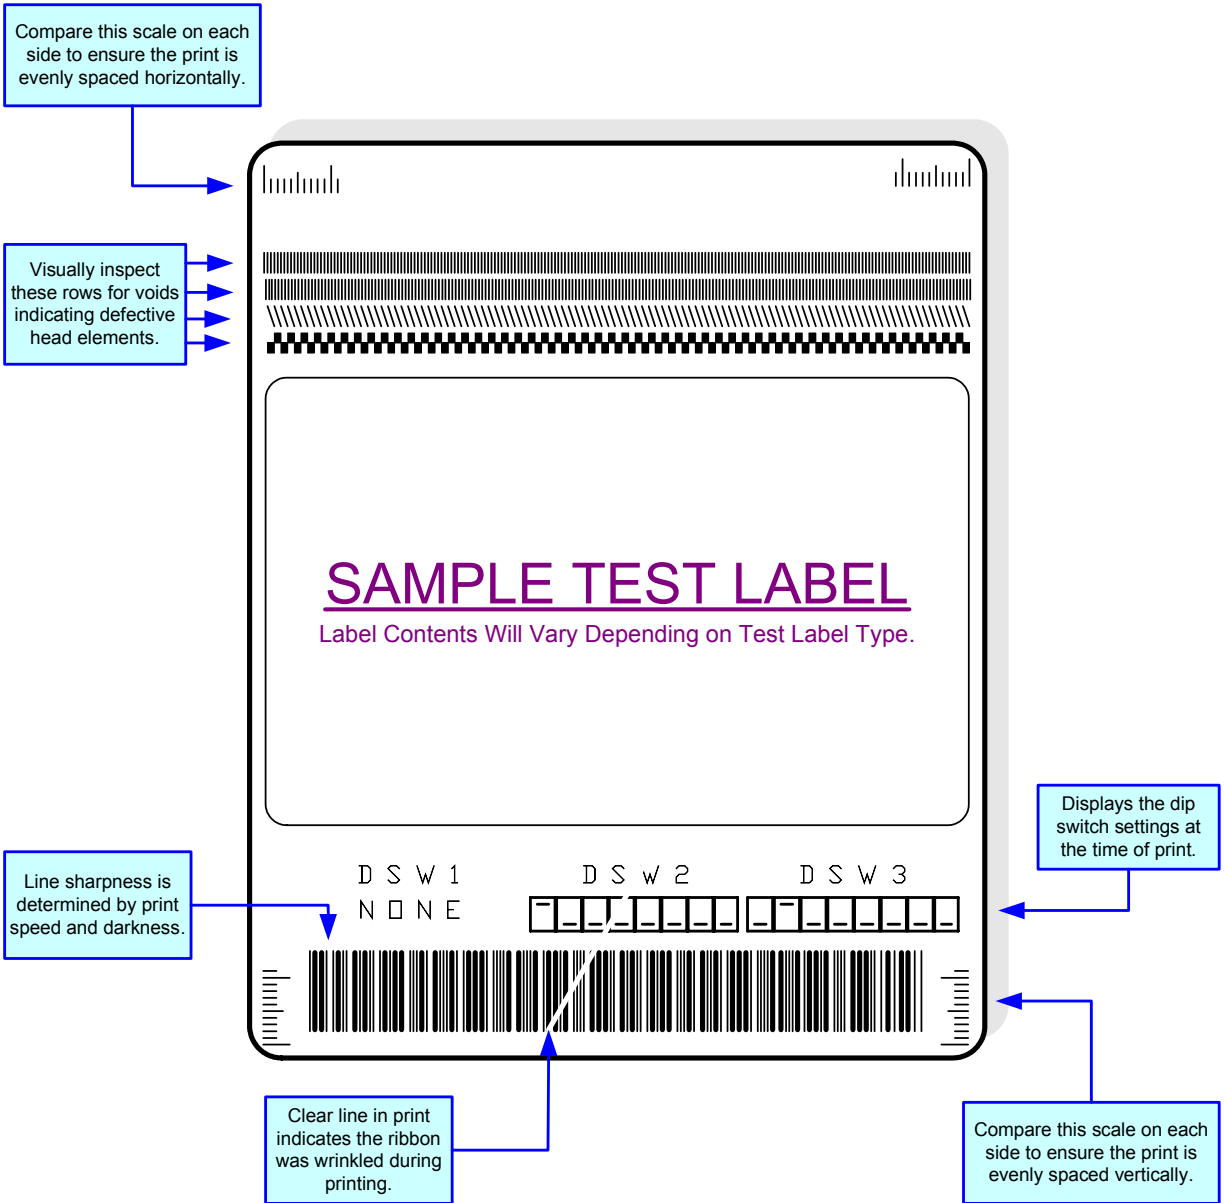 Compare this scale on each
side to ensure the print is
evenly spaced horizontally.
Visually inspect
these rows for voids
indicating defective
head elements.
SAMPLE TEST LABEL
Label Contents Will Vary Depending on Test Label Type.
Displays the dip
switch settings at
the time of print.
Line sharpness is
determined by print
speed and darkness.
DSW1 DSW2 DSW3
NONE
Clear line in print
indicates the ribbon
was wrinkled during
printing.
Compare this scale on each
side to ensure the print is
evenly spaced vertically.